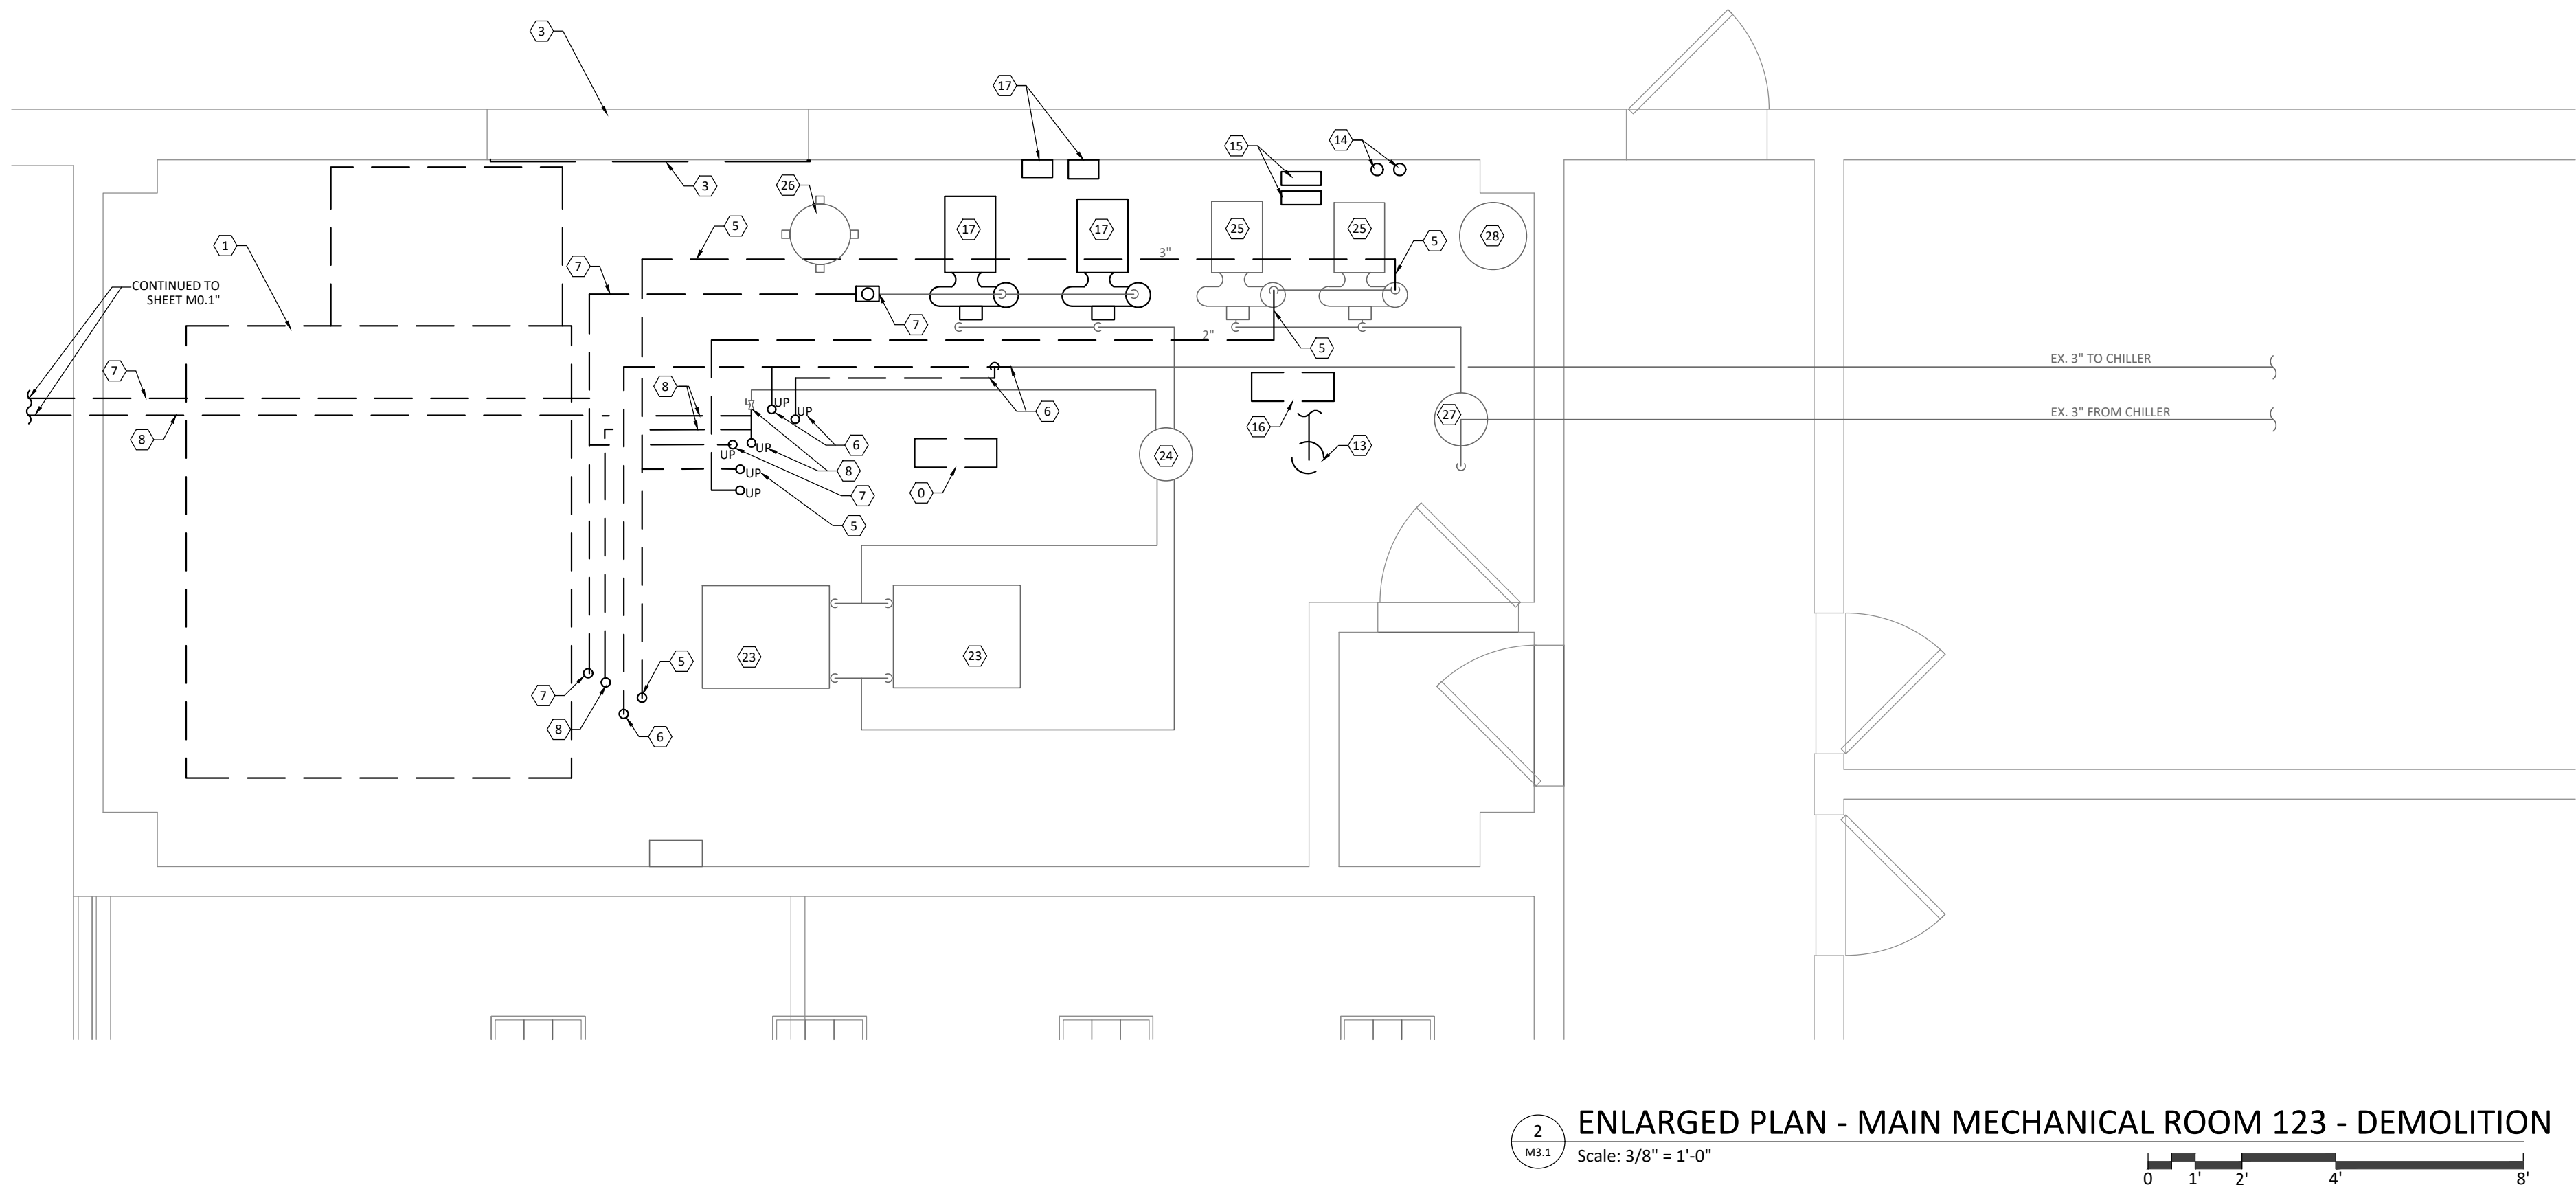 3
17
14
15
3
26
5
1
17
17
25
25
28
5
7
3"
CONTINUED TO
SHEET M0.1"
7
2"
5
EX. 3" TO CHILLER
7
8
UP
UP
6
EX. 3" FROM CHILLER
27
16
8
6
UP
UP
13
24
8
UP
0
7
UP
5
23
23
5
7
8
6
2
M3.1
ENLARGED PLAN - MAIN MECHANICAL ROOM 123 - DEMOLITION
Scale: 3/8" = 1'-0"
0 1' 2' 4' 8'